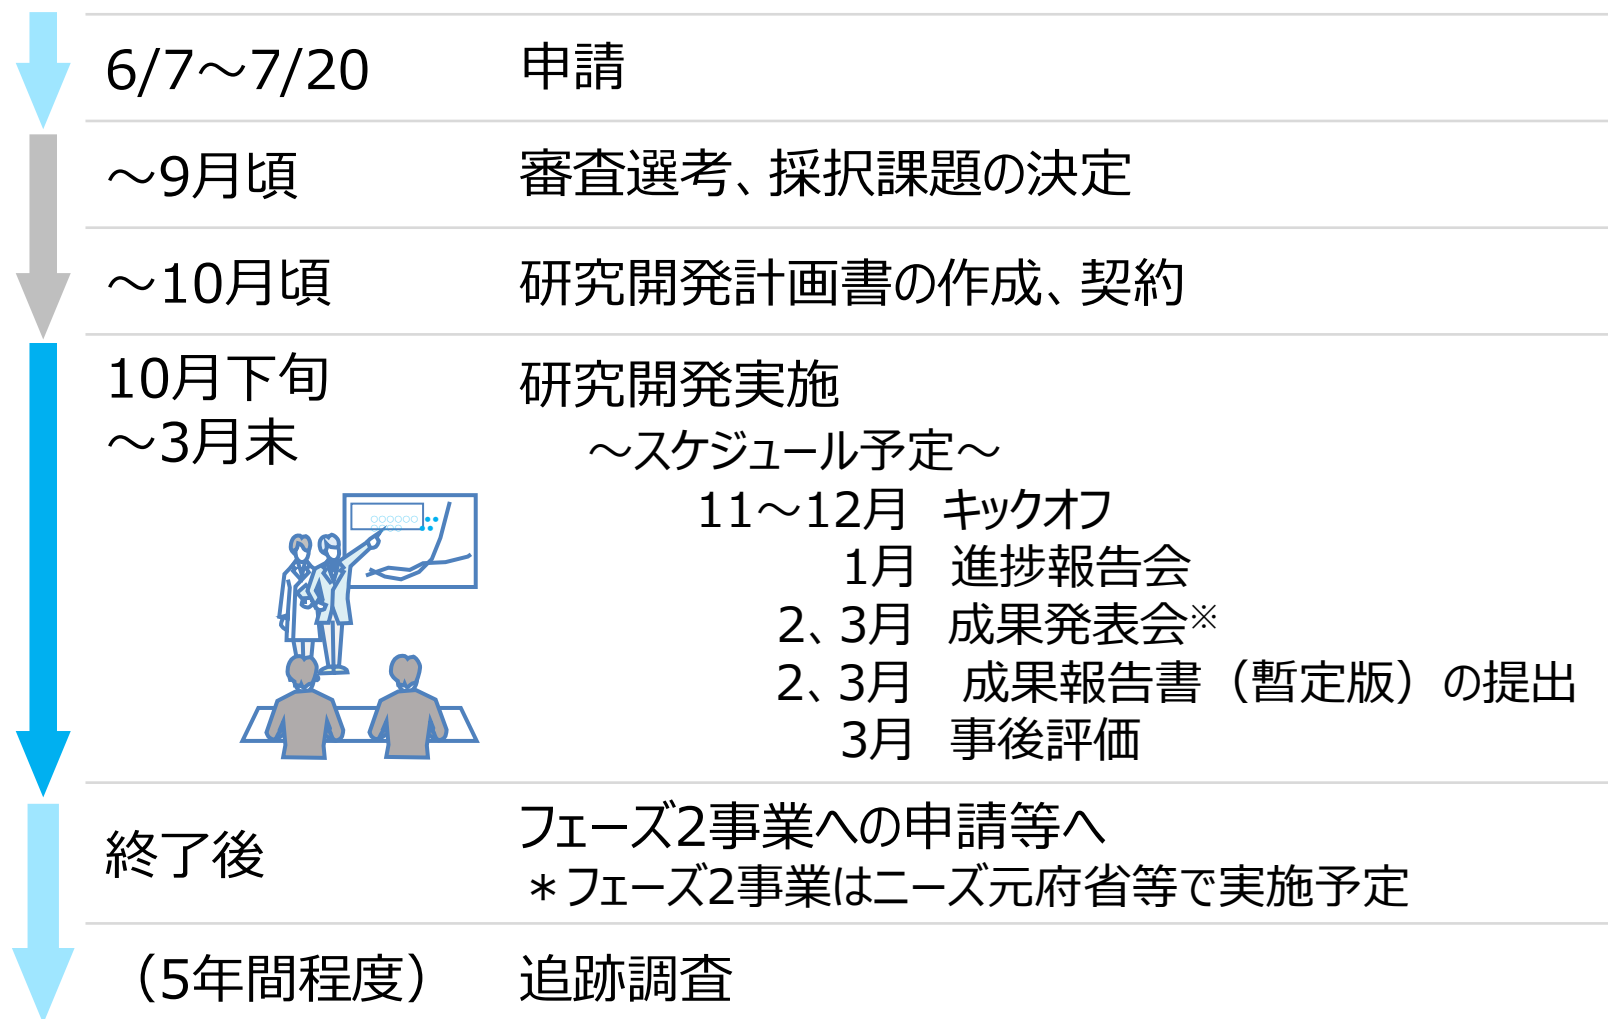 6/7～7/20 申請
～9月頃 審査選考、採択課題の決定
～10月頃 研究開発計画書の作成、契約
10月下旬
～3月末
研究開発実施
～スケジュール予定～
11～12月 キックオフ
1月 進捗報告会
2、3月 成果発表会※
2、3月 成果報告書（暫定版）の提出
3月 事後評価
終了後
フェーズ2事業への申請等へ
＊フェーズ2事業はニーズ元府省等で実施予定
（5年間程度） 追跡調査